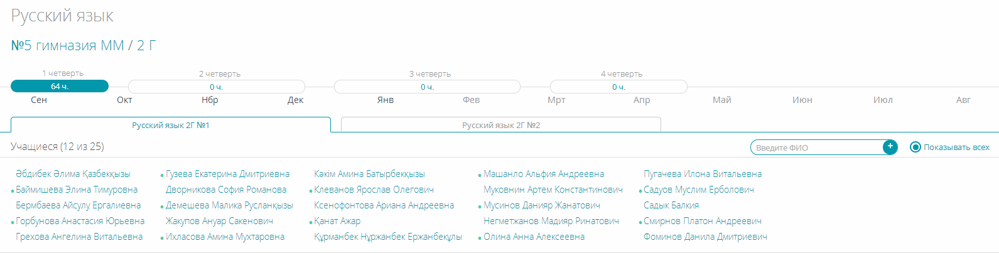 Русский язык
№5 гимназия ММ / 2 Г
1 четверть 2 четверть 3 четверть 4 четверть
64 ч. 0 ч. 0 ч. 0 ч.
Сен Окт Нбр Дек Янв Фев Мрт Апр Май Июн Июл Авг
Русский язык 2Г №1 Русский язык 2Г №2
Учащиеся (12 из 25) Введите ФИО + Показывать всех
Әбдибек Әлима Қазбекқызы Гузева Екатерина Дмитриевна Кәкім Амина Батырбекқызы Машанло Альфия Андреевна Пугачева Илона Витальевна
Баймишева Элина Тимуровна Дворникова София Романова Клеванов Ярослав Олегович Муковнин Артем Константинович Садуов Муслим Ерболович
Бермбаева Айсулу Ергалиевна Демешева Малика Русланқызы Ксенофонтова Ариана Андреевна Мусинов Данияр Жанатович Садык Балкия
Горбунова Анастасия Юрьевна Жакупов Ануар Сакенович Қанат Ажар Негметжанов Мадияр Ринатович Смирнов Платон Андреевич
Грехова Ангелина Витальевна Ихласова Амина Мухтаровна Құрманбек Нұржанбек Ержанбекұлы Олина Анна Алексеевна Фоминов Данила Дмитриевич